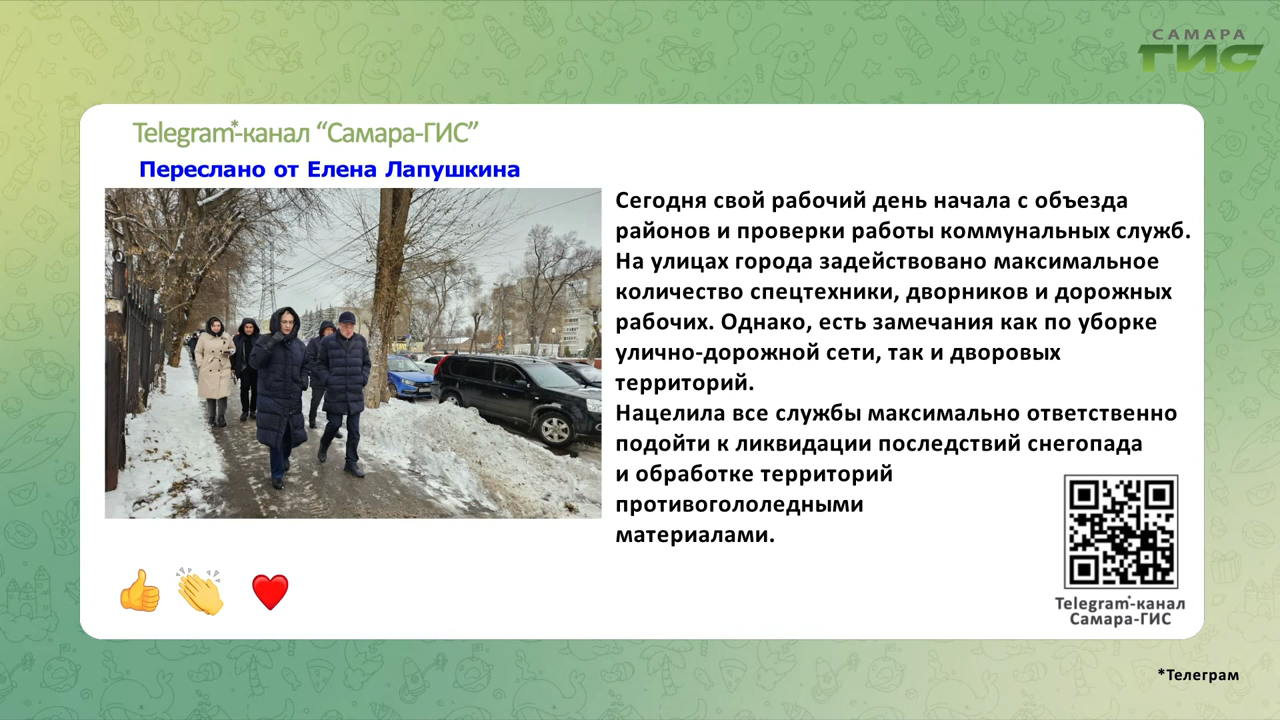 САМАРА
ГИС
Telegram*-канал “Самара-ГИС”
Переслано от Елена Лапушкина
Сегодня свой рабочий день начала с объезда
районов и проверки работы коммунальных служб.
На улицах города задействовано максимальное
количество спецтехники, дворников и дорожных
рабочих. Однако, есть замечания как по уборке
улично-дорожной сети, так и дворовых
территорий.
Нацелила все службы максимально ответственно
подойти к ликвидации последствий снегопада
и обработке территорий
противогололедными
материалами.
Telegram*-канал
Самара-ГИС
*Телеграм